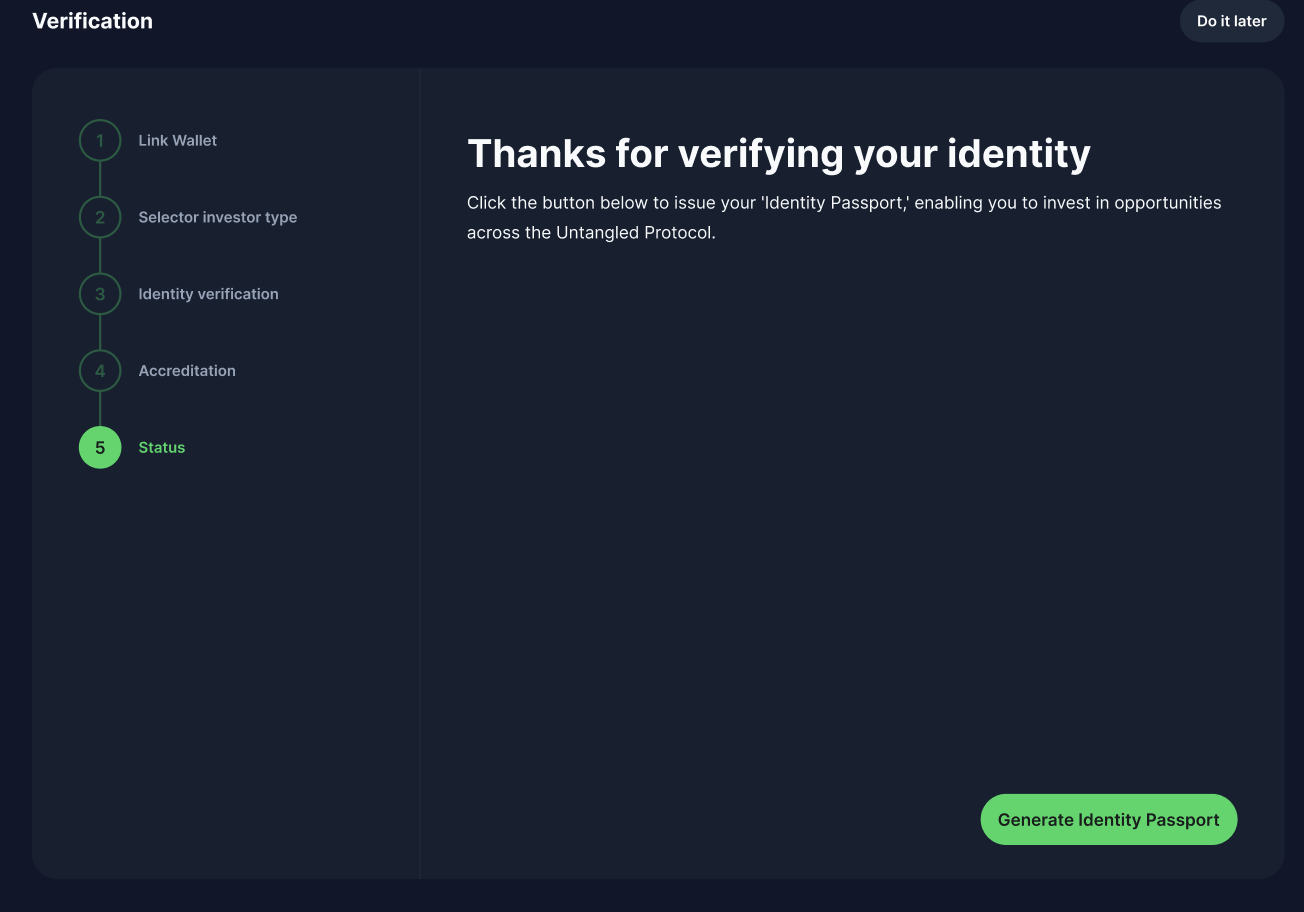 Verification
Do it later
1 Link Wallet
2 Selector investor type
3 Identity verification
4 Accreditation
5 Status
Thanks for verifying your identity
Click the button below to issue your 'Identity Passport,' enabling you to invest in opportunities
across the Untangled Protocol.
Generate Identity Passport